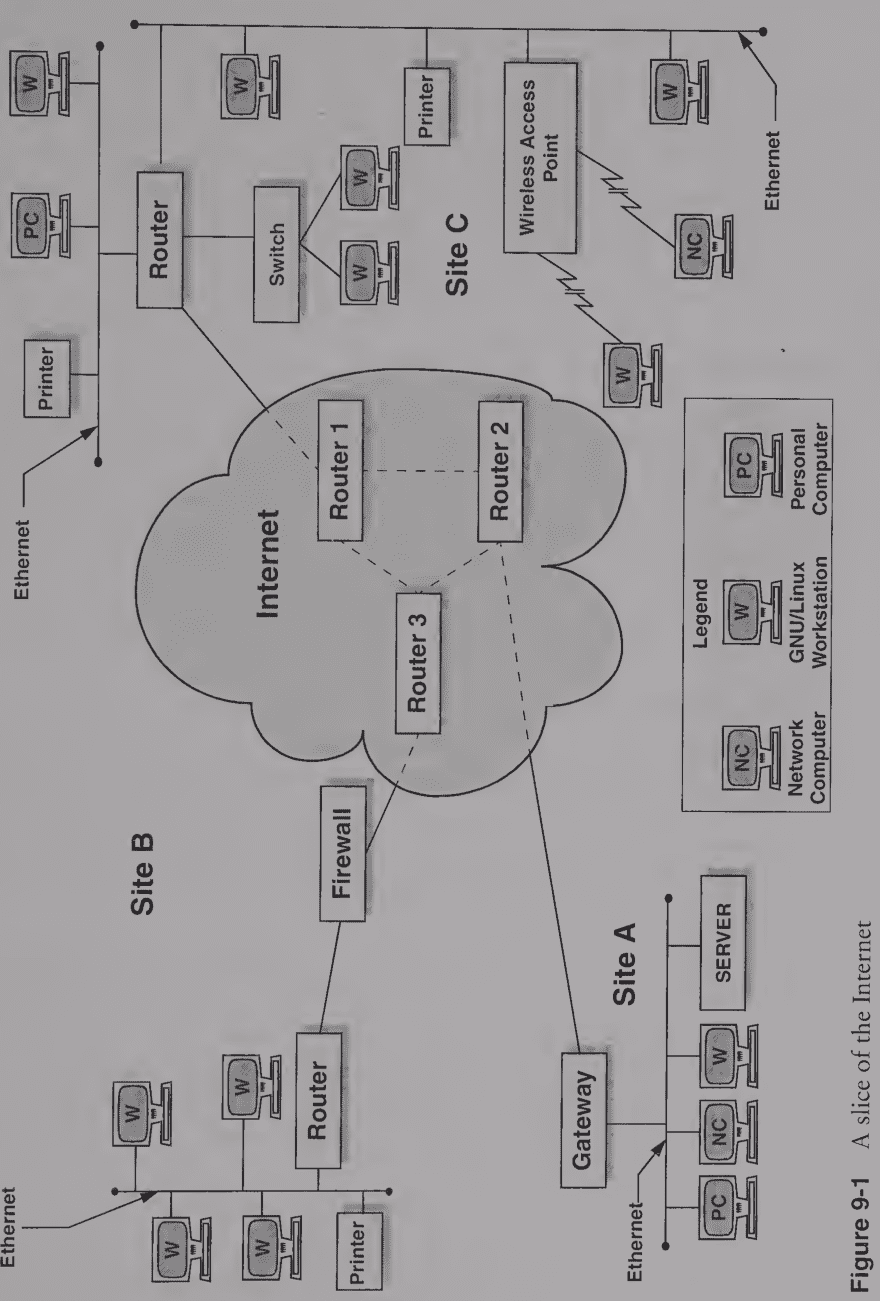 Ethernet
W
W
W
W
Printer
Router
Site B
Firewall
Internet
Router 1
Router 2
Router 3
Ethernet
Printer
PC
W
Router
Switch
W
W
W
Site C
Printer
Wireless Access
Point
W
NC
W
Ethernet
Gateway
Site A
Ethernet
PC
NC
W
SERVER
Legend
NC
Network
Computer
W
GNU/Linux
Workstation
PC
Personal
Computer
Figure 9-1 A slice of the Internet